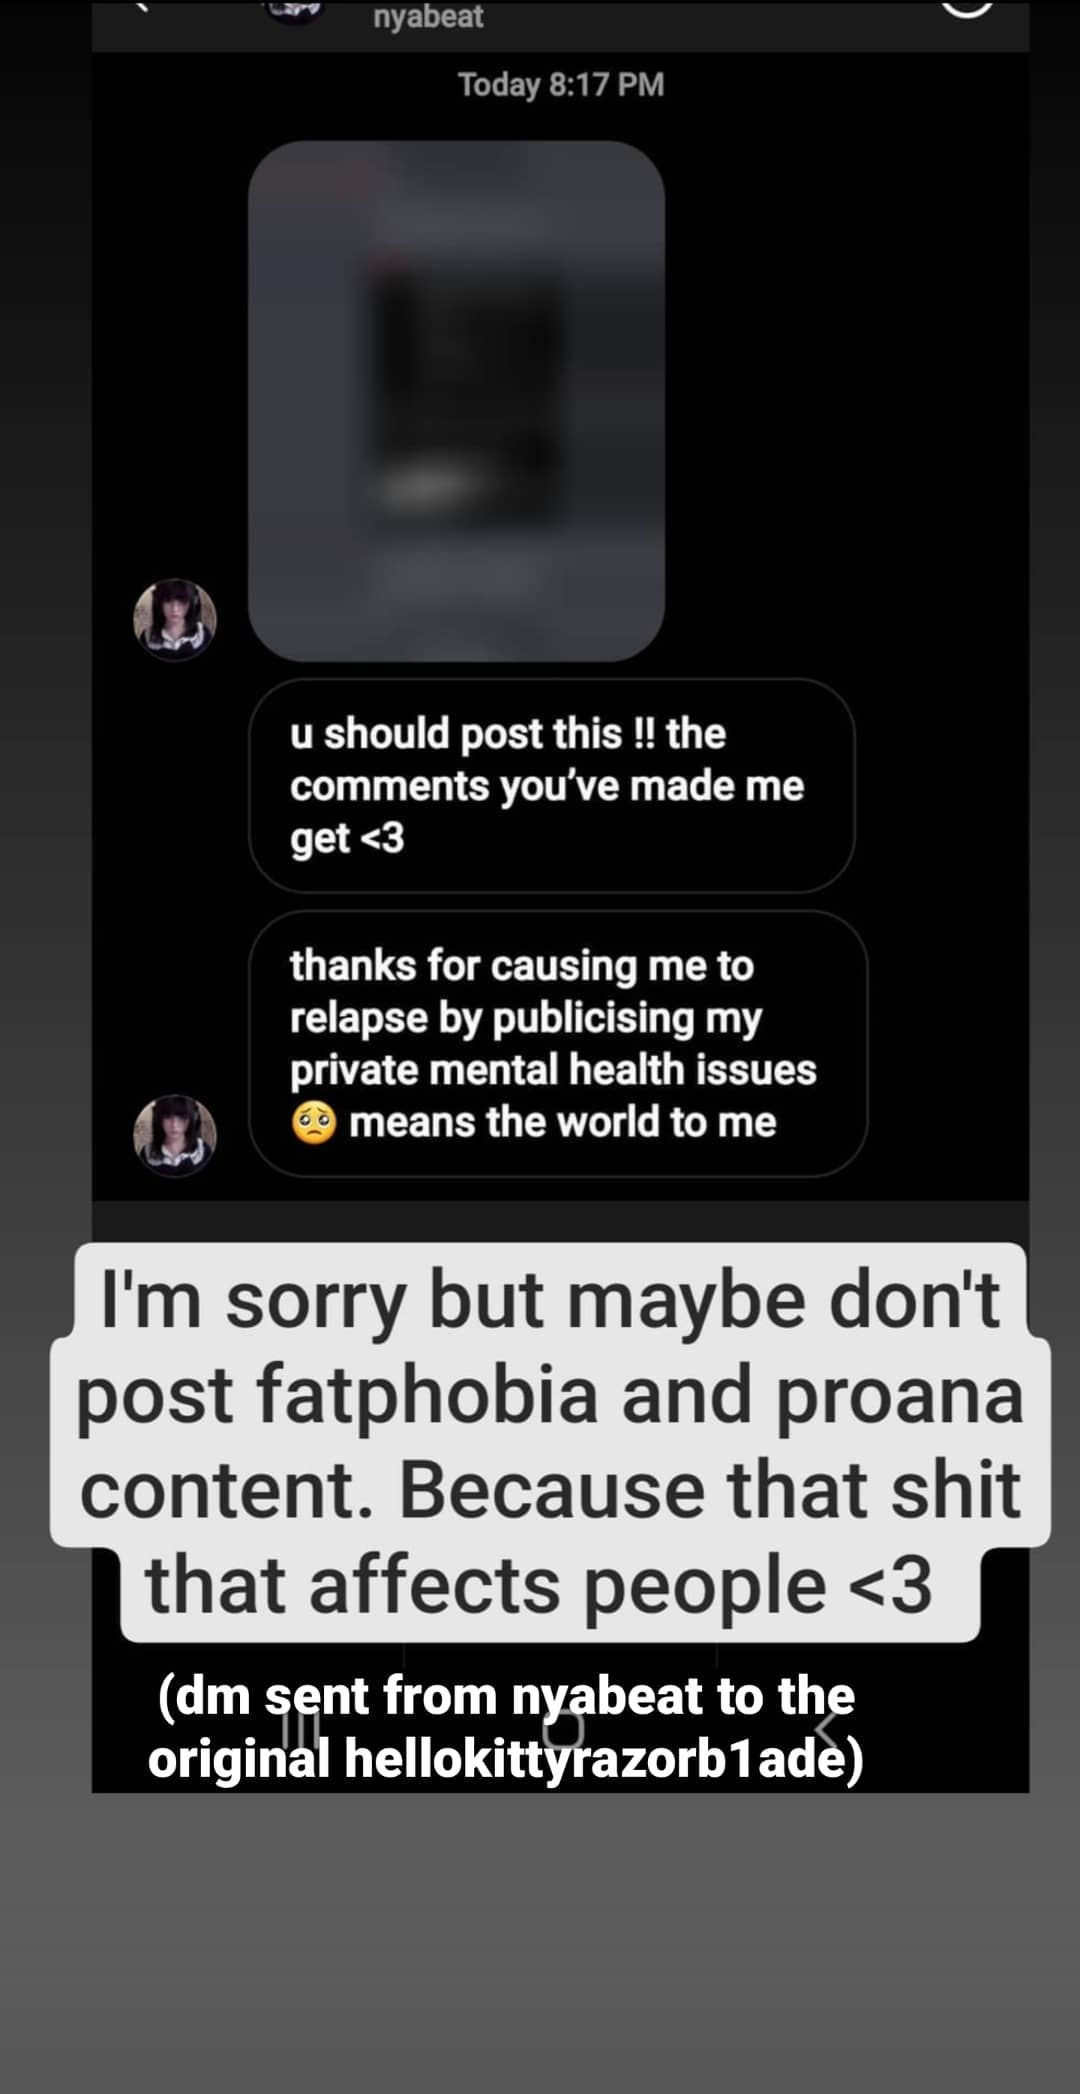 nyabeat
Today 8:17 PM
u should post this !! the
comments you've made me
get <3
thanks for causing me to
relapse by publicising my
private mental health issues
🥺 means the world to me
I'm sorry but maybe don't
post fatphobia and proana
content. Because that shit
that affects people <3
(dm sent from nyabeat to the
original hellokittyrazorb1ade)